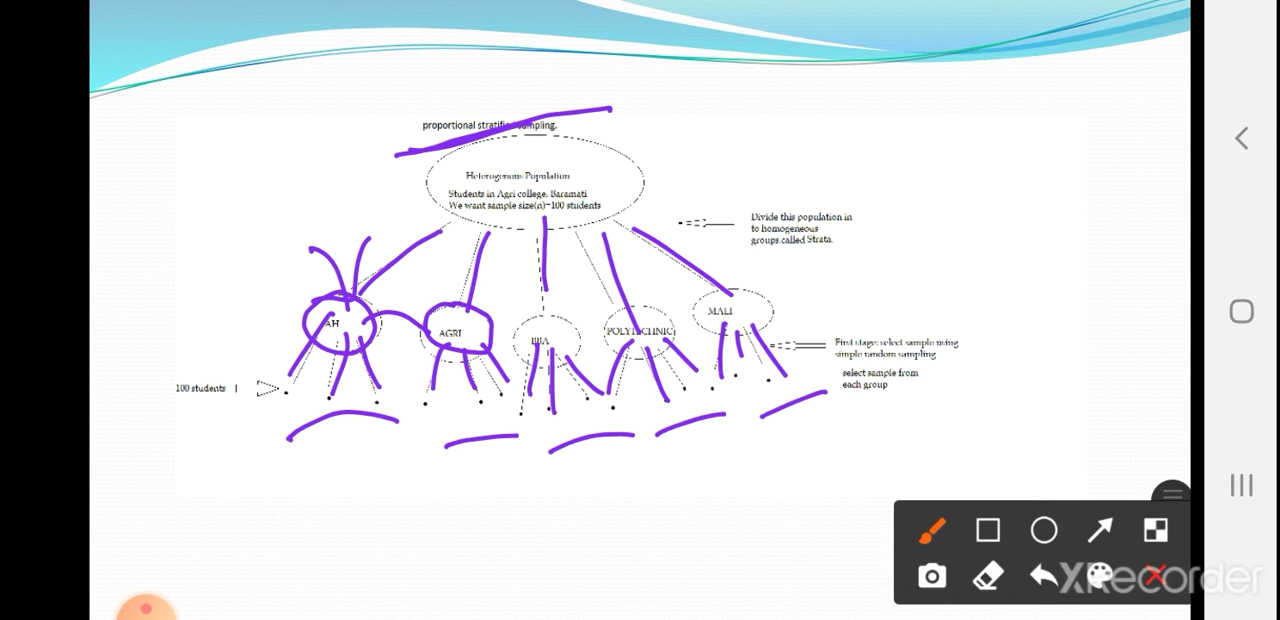 proportional stratified sampling.
Heterogenous Population
Students in Agri college, Baramati
We want sample size(n)=100 students
Divide this population in
to homogeneous
groups.called Strata.
AH
AGRI
BBA
POLYTECHNIC
MALI
First stage: select sample using
simple random sampling
select sample from
each group
100 students
XRecorder